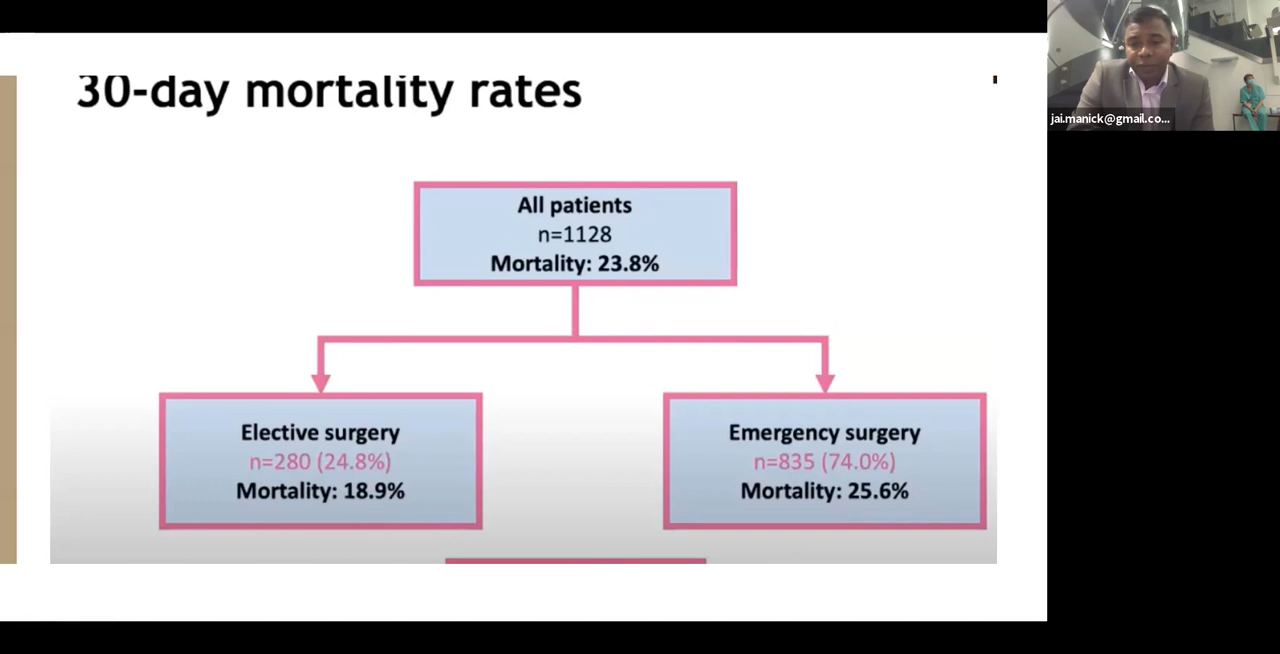 30-day mortality rates
jai.manick@gmail.co...
All patients
n=1128
Mortality: 23.8%
Elective surgery
n=280 (24.8%)
Mortality: 18.9%
Emergency surgery
n=835 (74.0%)
Mortality: 25.6%